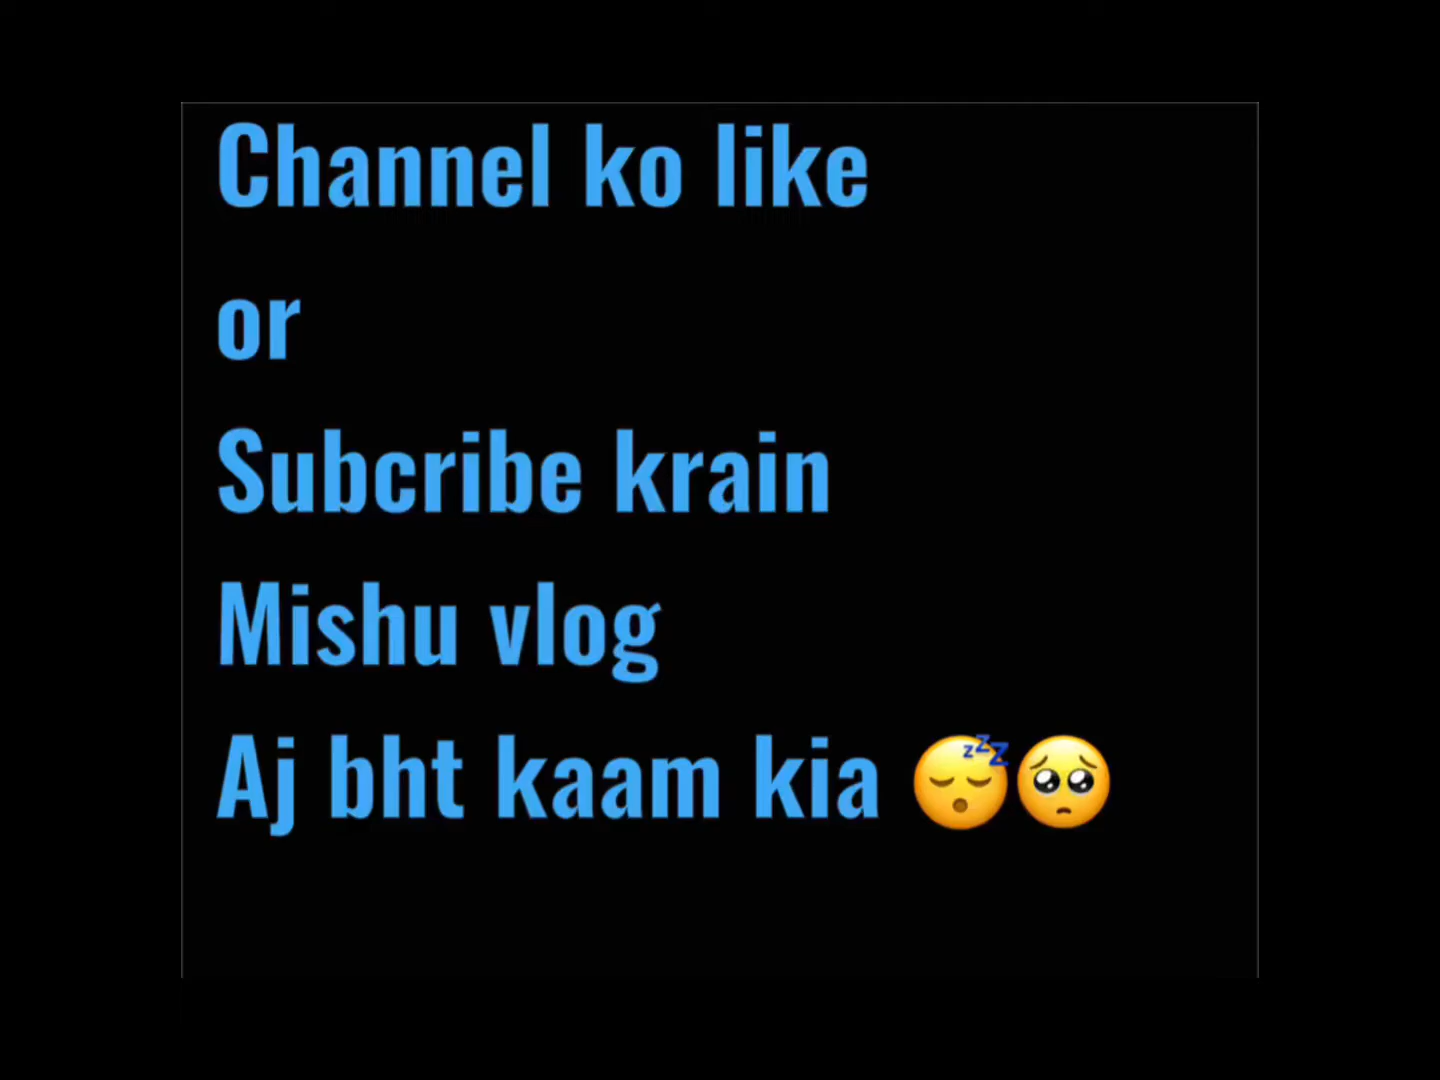 Channel ko like
or
Subcribe krain
Mishu vlog
Aj bht kaam kia 😴🥺